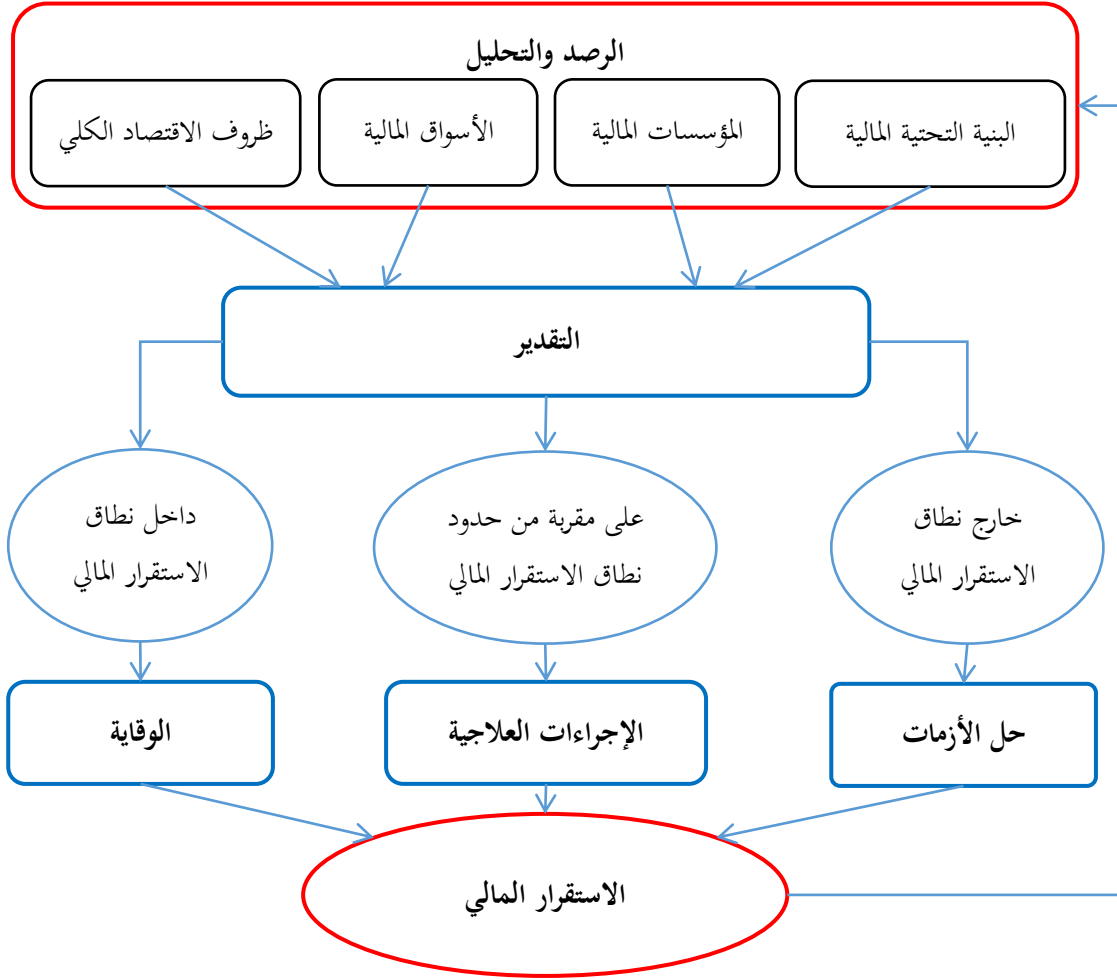 الرصد والتحليل
البنية التحتية المالية
المؤسسات المالية
الأسواق المالية
ظروف الاقتصاد الكلي
التقدير
خارج نطاق
الاستقرار المالي
على مقربة من حدود
نطاق الاستقرار المالي
داخل نطاق
الاستقرار المالي
حل الأزمات
الإجراءات العلاجية
الوقاية
الاستقرار المالي